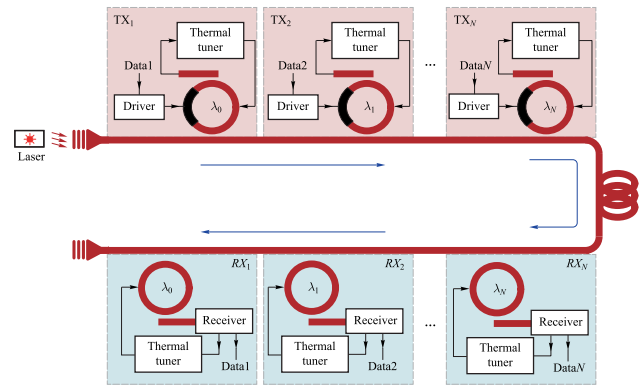 TX1
Thermal
tuner
Data1
Driver
λ0
TX2
Thermal
tuner
Data2
Driver
λ1
...
TXN
Thermal
tuner
DataN
Driver
λN
Laser
RX1
λ0
Receiver
Thermal
tuner
Data1
RX2
λ1
Receiver
Thermal
tuner
Data2
...
RXN
λN
Receiver
Thermal
tuner
DataN